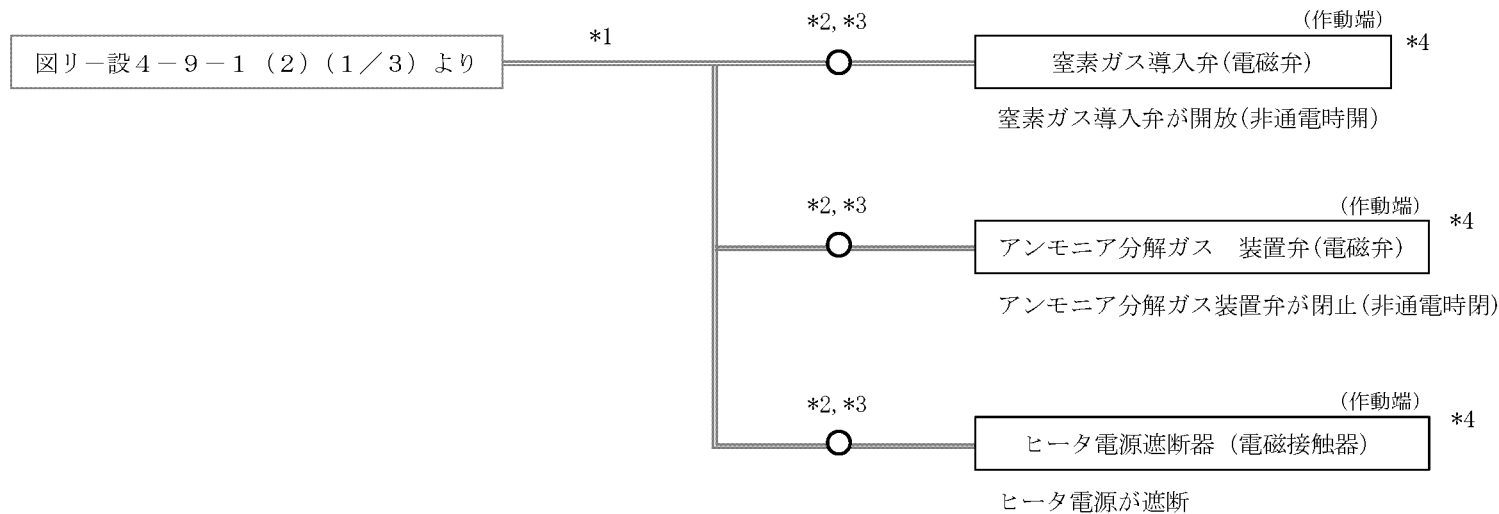 図リ－設４－９－１（２）（１／３）より
*1
*2, *3
(作動端)
窒素ガス導入弁(電磁弁)
*4
窒素ガス導入弁が開放(非通電時開)
*2, *3
(作動端)
アンモニア分解ガス　装置弁(電磁弁)
*4
アンモニア分解ガス装置弁が閉止(非通電時閉)
*2, *3
(作動端)
ヒータ電源遮断器（電磁接触器）
*4
ヒータ電源が遮断